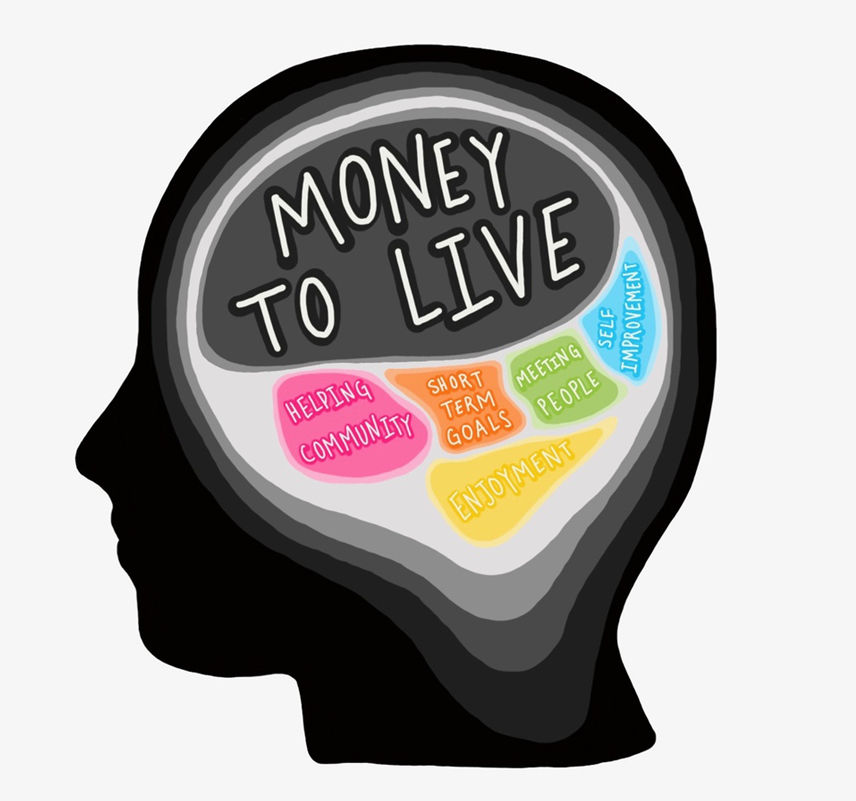 MONEY
TO LIVE
SELF
IMPROVEMENT
HELPING
COMMUNITY
SHORT
TERM
GOALS
MEETING
PEOPLE
ENJOYMENT